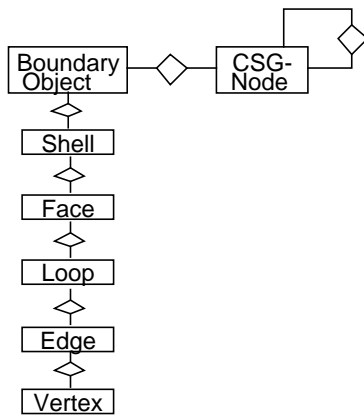 Boundary
Object
CSG-
Node
Shell
Face
Loop
Edge
Vertex